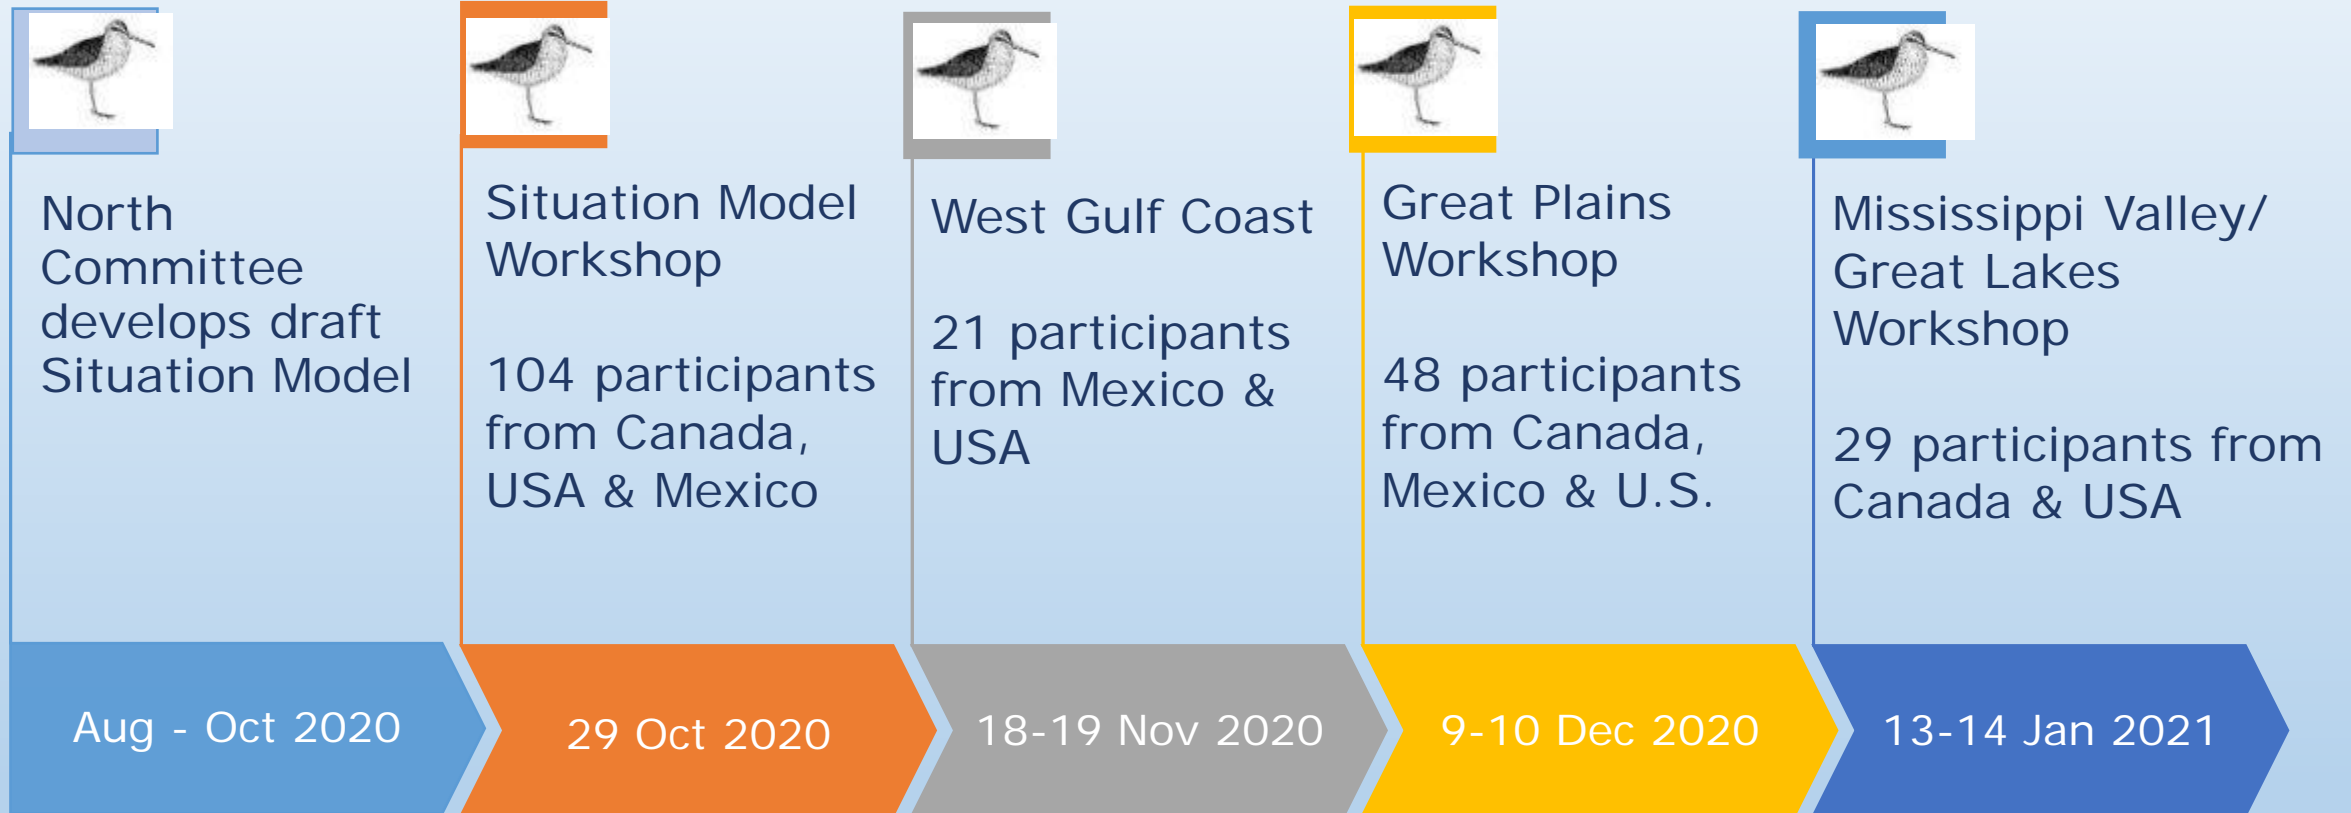 North
Committee
develops draft
Situation Model
Situation Model
Workshop
104 participants
from Canada,
USA & Mexico
West Gulf Coast
21 participants
from Mexico &
USA
Great Plains
Workshop
48 participants
from Canada,
Mexico & U.S.
Mississippi Valley/
Great Lakes
Workshop
29 participants from
Canada & USA
Aug - Oct 2020
29 Oct 2020
18-19 Nov 2020
9-10 Dec 2020
13-14 Jan 2021